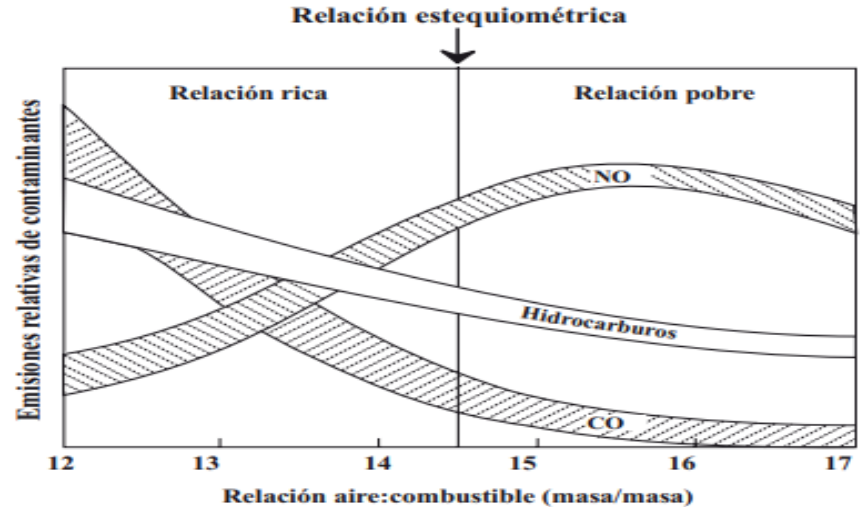 Relación estequiométrica
Relación rica
Relación pobre
Emisiones relativas de contaminantes
NO
Hidrocarburos
CO
12 13 14 15 16 17
Relación aire:combustible (masa/masa)